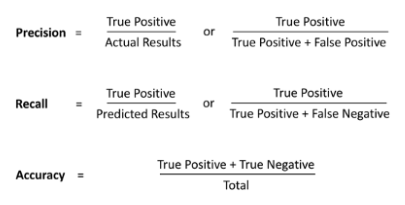 Precision = True Positive / Actual Results or True Positive / True Positive + False Positive
Recall = True Positive / Predicted Results or True Positive / True Positive + False Negative
Accuracy = True Positive + True Negative / Total